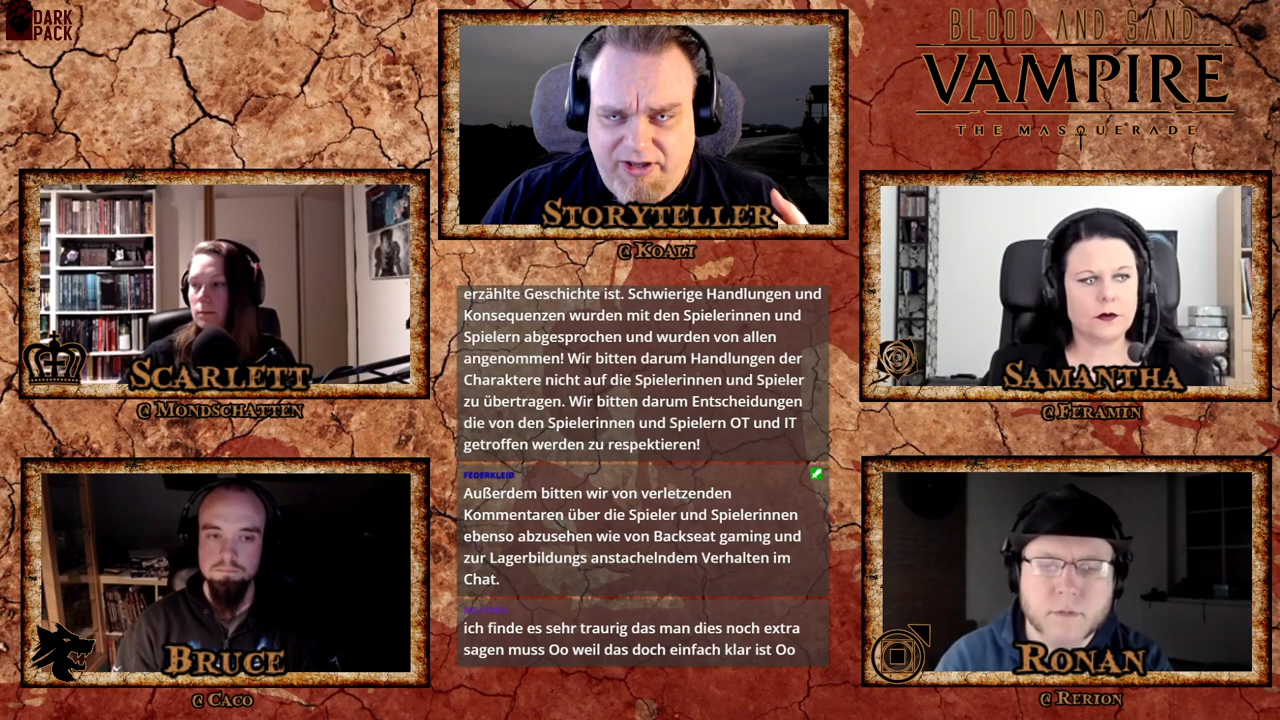 DARK
PACK
BLOOD AND SAND
VAMPIRE
THE MASQUERADE
STORYTELLER
@ KOALI
SCARLETT
@ MONDSCHATTEN
SAMANTHA
@ FERAMIN
erzählte Geschichte ist. Schwierige Handlungen und
Konsequenzen wurden mit den Spielerinnen und
Spielern abgesprochen und wurden von allen
angenommen! Wir bitten darum Handlungen der
Charaktere nicht auf die Spielerinnen und Spieler
zu übertragen. Wir bitten darum Entscheidungen
die von den Spielerinnen und Spielern OT und IT
getroffen werden zu respektieren!
FEDERKLEID
Außerdem bitten wir von verletzenden
Kommentaren über die Spieler und Spielerinnen
ebenso abzusehen wie von Backseat gaming und
zur Lagerbildungs anstachelndem Verhalten im
Chat.
ich finde es sehr traurig das man dies noch extra
sagen muss Oo weil das doch einfach klar ist Oo
BRUCE
@ CACO
RONAN
@ RERION